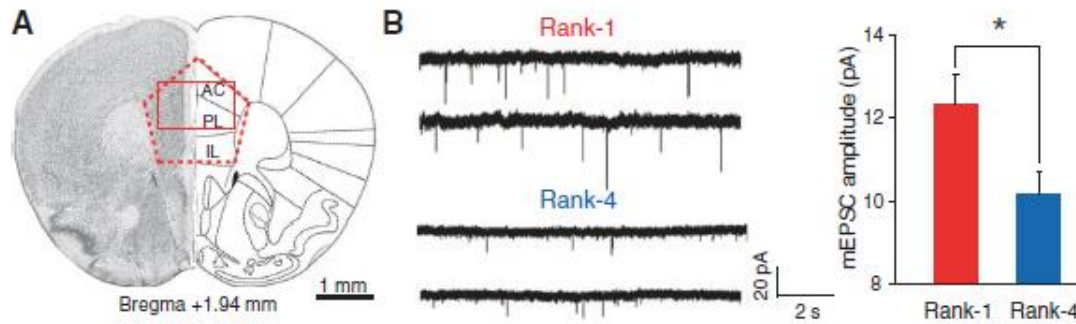 A
AC
PL
IL
Bregma +1.94 mm
1 mm
B
Rank-1
Rank-4
20 pA
2 s
mEPSC amplitude (pA)
14
12
10
8
*
Rank-1
Rank-4